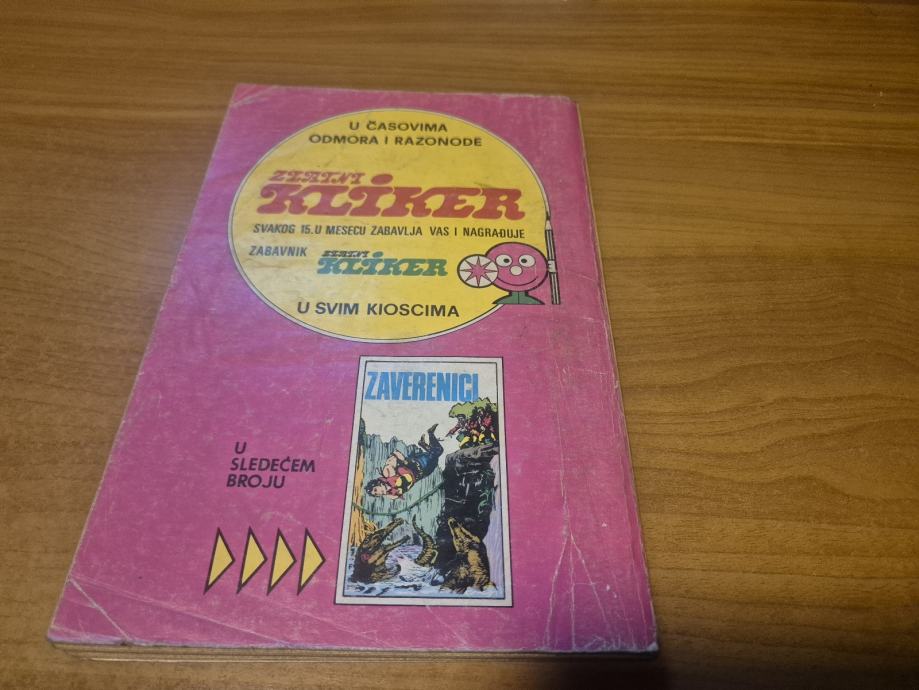 U ČASOVIMA
ODMORA I RAZONODE
ZLATNI
KLIKER
SVAKOG 15. U MESECU ZABAVLJA VAS I NAGRAĐUJE
ZABAVNIK ZLATNI KLIKER
U SVIM KIOSCIMA
ZAVERENICI
U
SLEDEĆEM
BROJU